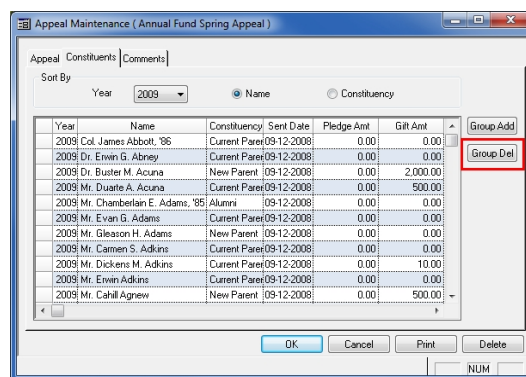 Appeal Maintenance ( Annual Fund Spring Appeal )
Appeal Constituents Comments
Sort By
Year 2009 Name Constituency
Year Name Constituency Sent Date Pledge Amt Gift Amt
Group Add
2009 Col. James Abbott, '86 Current Parer 09-12-2008 0.00 0.00
2009 Dr. Erwin G. Abney Current Parer 09-12-2008 0.00 0.00
Group Del
2009 Dr. Buster M. Acuna New Parent 09-12-2008 0.00 2,000.00
2009 Mr. Duarte A. Acuna Current Parer 09-12-2008 0.00 500.00
2009 Mr. Chamberlain E. Adams, '85 Alumni 09-12-2008 0.00 0.00
2009 Mr. Evan G. Adams Current Parer 09-12-2008 0.00 0.00
2009 Mr. Gleason H. Adams New Parent 09-12-2008 0.00 0.00
2009 Mr. Carmen S. Adkins Current Parer 09-12-2008 0.00 0.00
2009 Mr. Dickens M. Adkins Current Parer 09-12-2008 0.00 10.00
2009 Mr. Erwin Adkins Current Parer 09-12-2008 0.00 0.00
2009 Mr. Cahill Agnew New Parent 09-12-2008 0.00 500.00
OK Cancel Print Delete
NUM